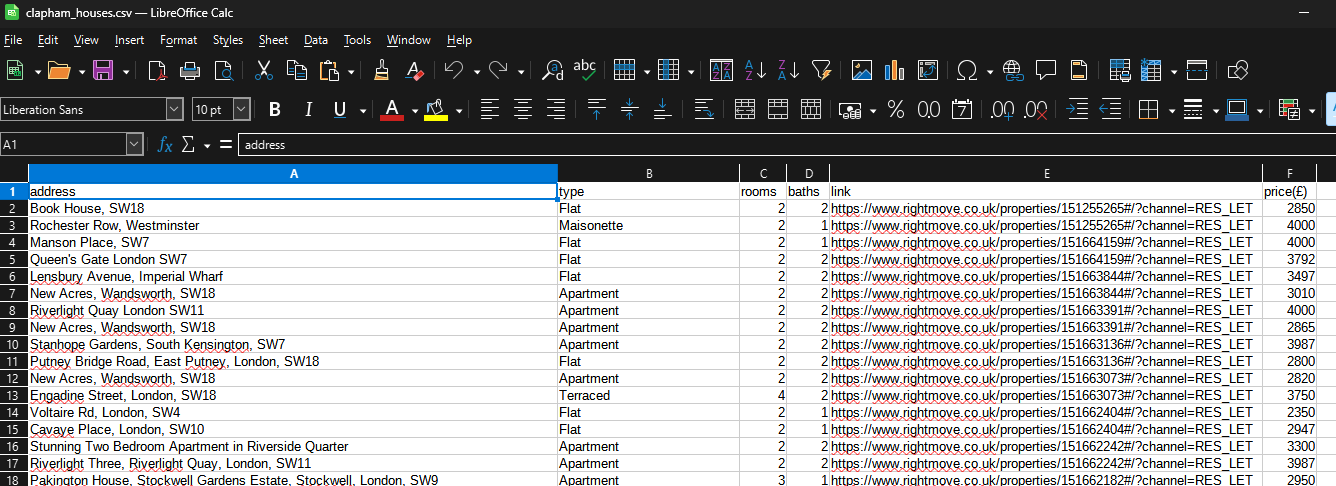 clapham_houses.csv — LibreOffice Calc
File Edit View Insert Format Styles Sheet Data Tools Window Help
Liberation Sans 10 pt B I U A % 0.0 7 .00 .00
A1 fx Σ = address
A B C D E F
1 address type rooms baths link price(£)
2 Book House, SW18 Flat 2 2 https://www.rightmove.co.uk/properties/151255265#/?channel=RES_LET 2850
3 Rochester Row, Westminster Maisonette 2 1 https://www.rightmove.co.uk/properties/151255265#/?channel=RES_LET 4000
4 Manson Place, SW7 Flat 2 1 https://www.rightmove.co.uk/properties/151664159#/?channel=RES_LET 4000
5 Queen's Gate London SW7 Flat 2 2 https://www.rightmove.co.uk/properties/151664159#/?channel=RES_LET 3792
6 Lensbury Avenue, Imperial Wharf Flat 2 2 https://www.rightmove.co.uk/properties/151663844#/?channel=RES_LET 3497
7 New Acres, Wandsworth, SW18 Apartment 2 2 https://www.rightmove.co.uk/properties/151663844#/?channel=RES_LET 3010
8 Riverlight Quay London SW11 Apartment 2 2 https://www.rightmove.co.uk/properties/151663391#/?channel=RES_LET 4000
9 New Acres, Wandsworth, SW18 Apartment 2 2 https://www.rightmove.co.uk/properties/151663391#/?channel=RES_LET 2865
10 Stanhope Gardens, South Kensington, SW7 Apartment 2 2 https://www.rightmove.co.uk/properties/151663136#/?channel=RES_LET 3987
11 Putney Bridge Road, East Putney, London, SW18 Flat 2 2 https://www.rightmove.co.uk/properties/151663136#/?channel=RES_LET 2800
12 New Acres, Wandsworth, SW18 Apartment 2 2 https://www.rightmove.co.uk/properties/151663073#/?channel=RES_LET 2820
13 Engadine Street, London, SW18 Terraced 4 2 https://www.rightmove.co.uk/properties/151663073#/?channel=RES_LET 3750
14 Voltaire Rd, London, SW4 Flat 2 1 https://www.rightmove.co.uk/properties/151662404#/?channel=RES_LET 2350
15 Cavaye Place, London, SW10 Flat 2 1 https://www.rightmove.co.uk/properties/151662404#/?channel=RES_LET 2947
16 Stunning Two Bedroom Apartment in Riverside Quarter Apartment 2 2 https://www.rightmove.co.uk/properties/151662242#/?channel=RES_LET 3300
17 Riverlight Three, Riverlight Quay, London, SW11 Apartment 2 2 https://www.rightmove.co.uk/properties/151662242#/?channel=RES_LET 3987
18 Pakington House, Stockwell Gardens Estate, Stockwell, London, SW9 Apartment 3 1 https://www.rightmove.co.uk/properties/151662182#/?channel=RES_LET 2950